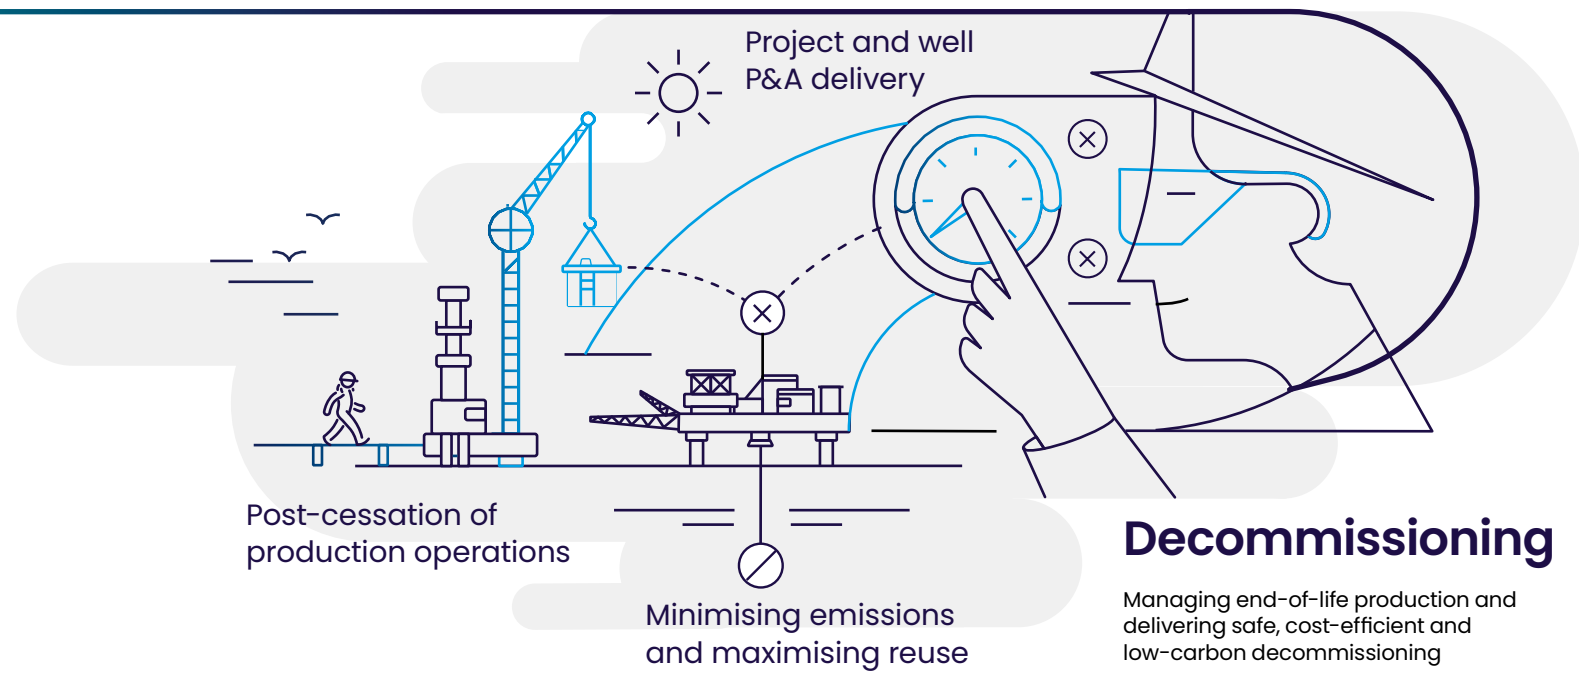 Project and well
P&A delivery
Post-cessation of
production operations
Minimising emissions
and maximising reuse
Decommissioning
Managing end-of-life production and
delivering safe, cost-efficient and
low-carbon decommissioning